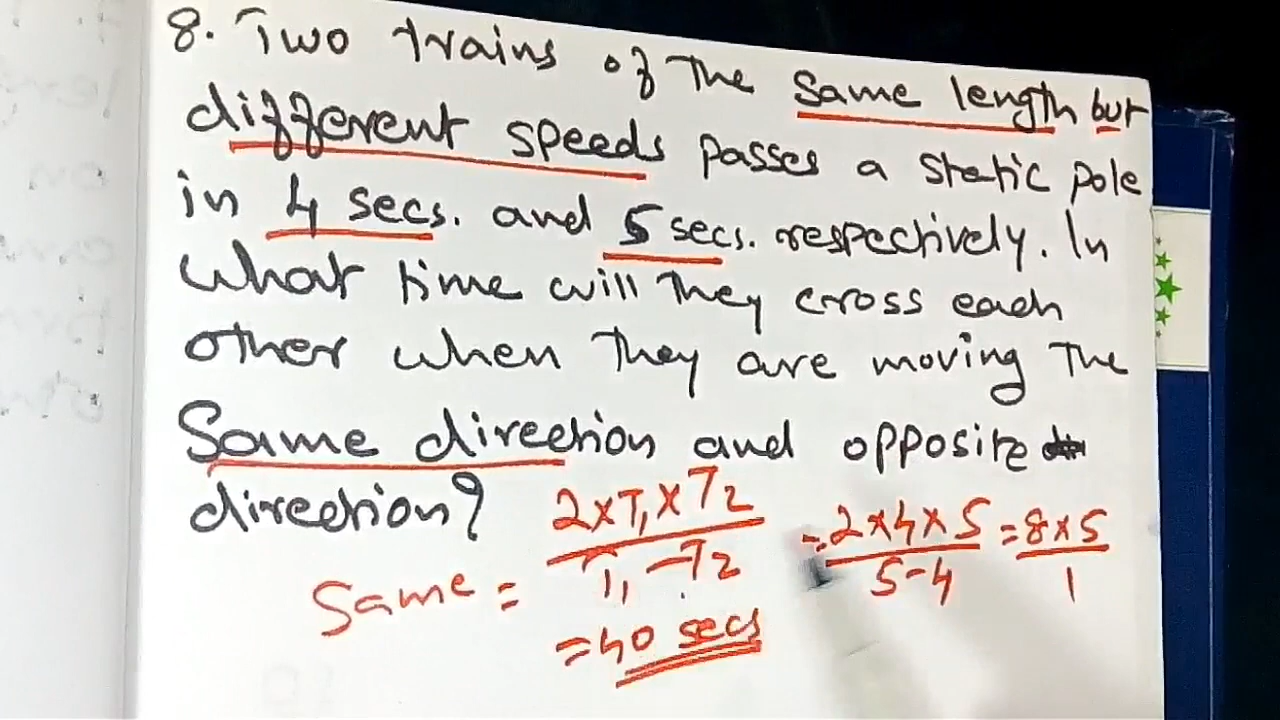 8. Two trains of the same length but
different speeds passes a static pole
in 4 secs. and 5 secs. respectively. In
what time will they cross each
other when they are moving the
Same direction and opposite
direction?
Same = 2×T₁×T₂ / T₁-T₂ = 2×4×5 / 5-4 = 8×5 / 1
= 40 secs